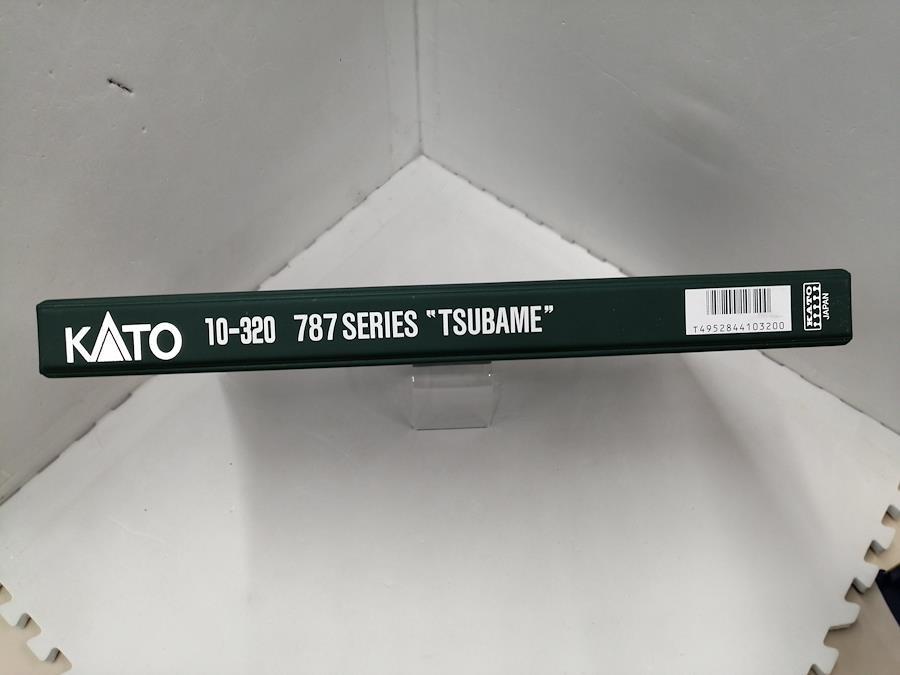 KATO 10-320 787 SERIES “TSUBAME”
T4952844103200
KATO
JAPAN